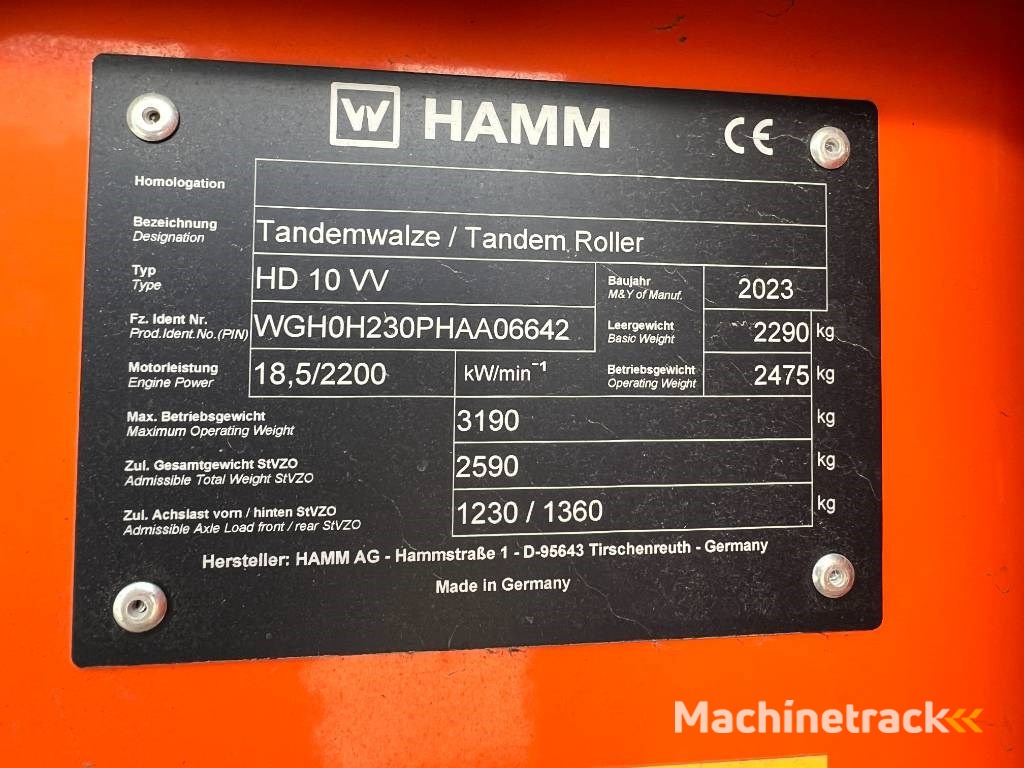 W HAMM CE
Homologation
Bezeichnung
Designation
Tandemwalze / Tandem Roller
Typ
Type
HD 10 VV
Baujahr
M&Y of Manuf.
2023
Fz. Ident Nr.
Prod.Ident.No.(PIN)
WGH0H230PHAA06642
Leergewicht
Basic Weight
2290 kg
Motorleistung
Engine Power
18,5/2200 kW/min⁻¹
Betriebsgewicht
Operating Weight
2475 kg
Max. Betriebsgewicht
Maximum Operating Weight
3190 kg
Zul. Gesamtgewicht StVZO
Admissible Total Weight StVZO
2590 kg
Zul. Achslast vorn / hinten StVZO
Admissible Axle Load front / rear StVZO
1230 / 1360 kg
Hersteller: HAMM AG - Hammstraße 1 - D-95643 Tirschenreuth - Germany
Made in Germany
Machinetrack